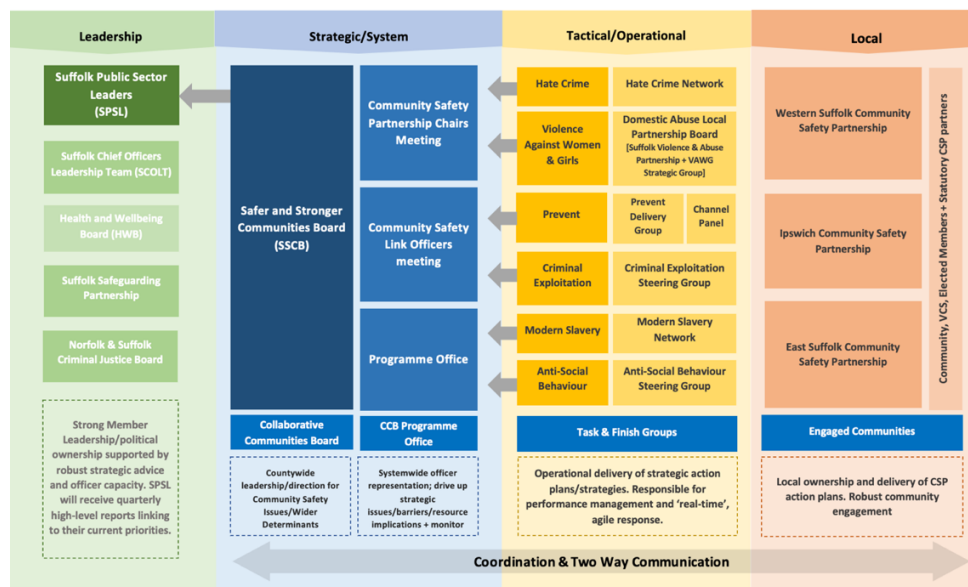 Leadership
Strategic/System
Tactical/Operational
Local
Suffolk Public Sector
Leaders
(SPSL)
Suffolk Chief Officers
Leadership Team (SCOLT)
Health and Wellbeing
Board (HWB)
Suffolk Safeguarding
Partnership
Norfolk & Suffolk
Criminal Justice Board
Strong Member
Leadership/political
ownership supported by
robust strategic advice
and officer capacity. SPSL
will receive quarterly
high-level reports linking
to their current priorities.
Safer and Stronger
Communities Board
(SSCB)
Collaborative
Communities Board
Countywide
leadership/direction for
Community Safety
Issues/Wider
Determinants
Community Safety
Partnership Chairs
Meeting
Community Safety
Link Officers
meeting
Programme Office
CCB Programme
Office
Systemwide officer
representation; drive up
strategic
issues/barriers/resource
implications + monitor
Hate Crime
Hate Crime Network
Violence
Against Women
& Girls
Domestic Abuse Local
Partnership Board
[Suffolk Violence & Abuse
Partnership + VAWG
Strategic Group]
Prevent
Prevent
Delivery
Group
Channel
Panel
Criminal
Exploitation
Criminal Exploitation
Steering Group
Modern Slavery
Modern Slavery
Network
Anti-Social
Behaviour
Anti-Social Behaviour
Steering Group
Task & Finish Groups
Operational delivery of strategic action
plans/strategies. Responsible for
performance management and ‘real-time’,
agile response.
Western Suffolk Community
Safety Partnership
Ipswich Community Safety
Partnership
East Suffolk Community
Safety Partnership
Community, VCS, Elected Members + Statutory CSP partners
Engaged Communities
Local ownership and delivery of CSP
action plans. Robust community
engagement
Coordination & Two Way Communication